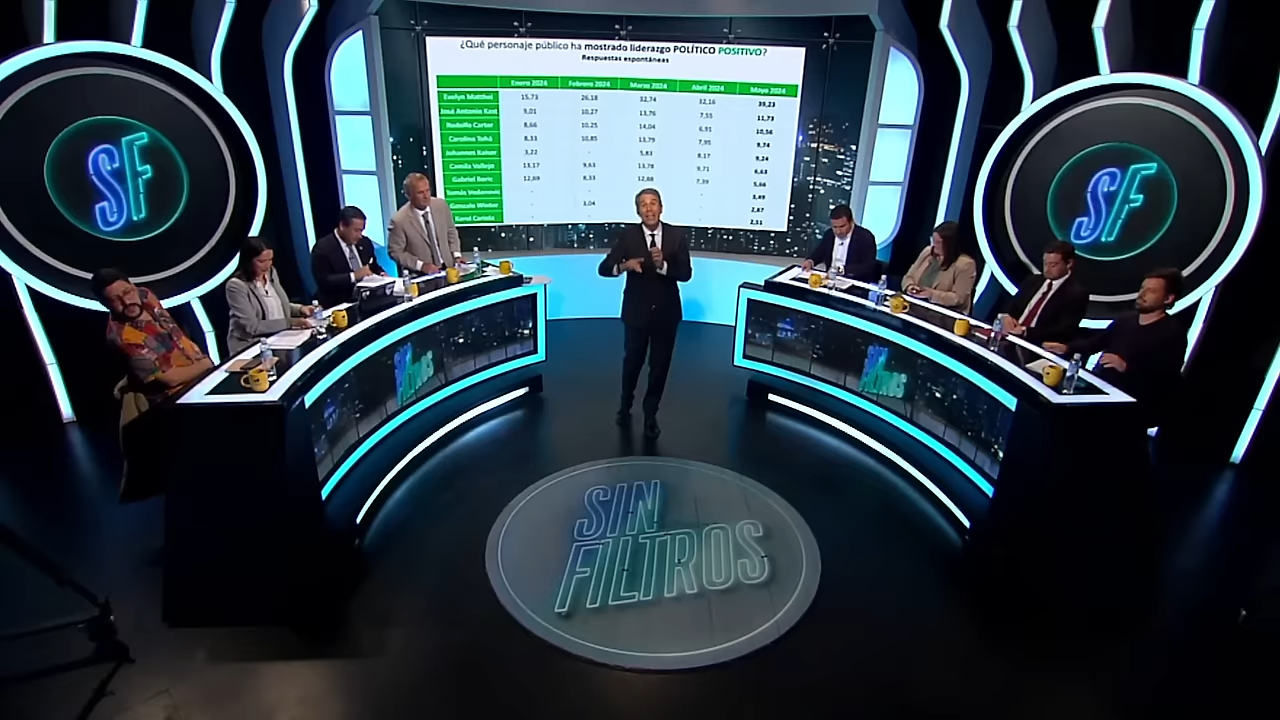 ¿Qué personaje público ha mostrado liderazgo POLÍTICO POSITIVO?
Respuestas espontáneas
Enero 2024 Febrero 2024 Marzo 2024 Abril 2024 Mayo 2024
Evelyn Matthei 15,73 26,18 32,74 32,16 39,23
José Antonio Kast 9,01 10,27 13,76 7,55 11,73
Rodolfo Carter 8,66 10,25 14,04 6,91 10,56
Carolina Tohá 8,33 10,85 13,79 7,95 9,74
Johannes Kaiser 3,22 - 5,83 8,17 9,24
Camila Vallejo 13,17 9,63 13,78 9,71 6,63
Gabriel Boric 12,89 8,33 12,88 7,39 5,66
Tomás Vodanovic - - - - 3,49
Gonzalo Winter - 3,04 - 2,87
Karol Cariola - - - 2,51
SF
SF
SIN
FILTROS
SIN
SIN
FILTROS